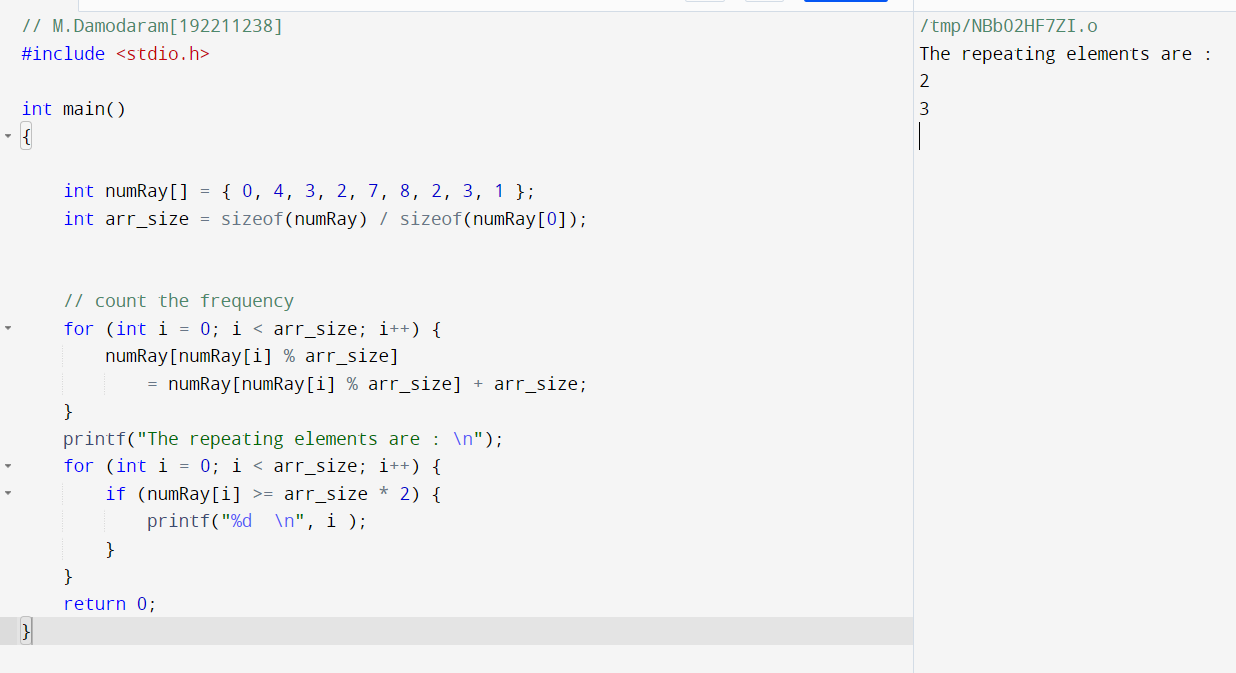 // M.Damodaram[192211238]
#include <stdio.h>
int main()
{
int numRay[] = { 0, 4, 3, 2, 7, 8, 2, 3, 1 };
int arr_size = sizeof(numRay) / sizeof(numRay[0]);
// count the frequency
for (int i = 0; i < arr_size; i++) {
numRay[numRay[i] % arr_size]
= numRay[numRay[i] % arr_size] + arr_size;
}
printf("The repeating elements are : \n");
for (int i = 0; i < arr_size; i++) {
if (numRay[i] >= arr_size * 2) {
printf("%d  \n", i );
}
}
return 0;
}
/tmp/NBbO2HF7ZI.o
The repeating elements are :
2
3